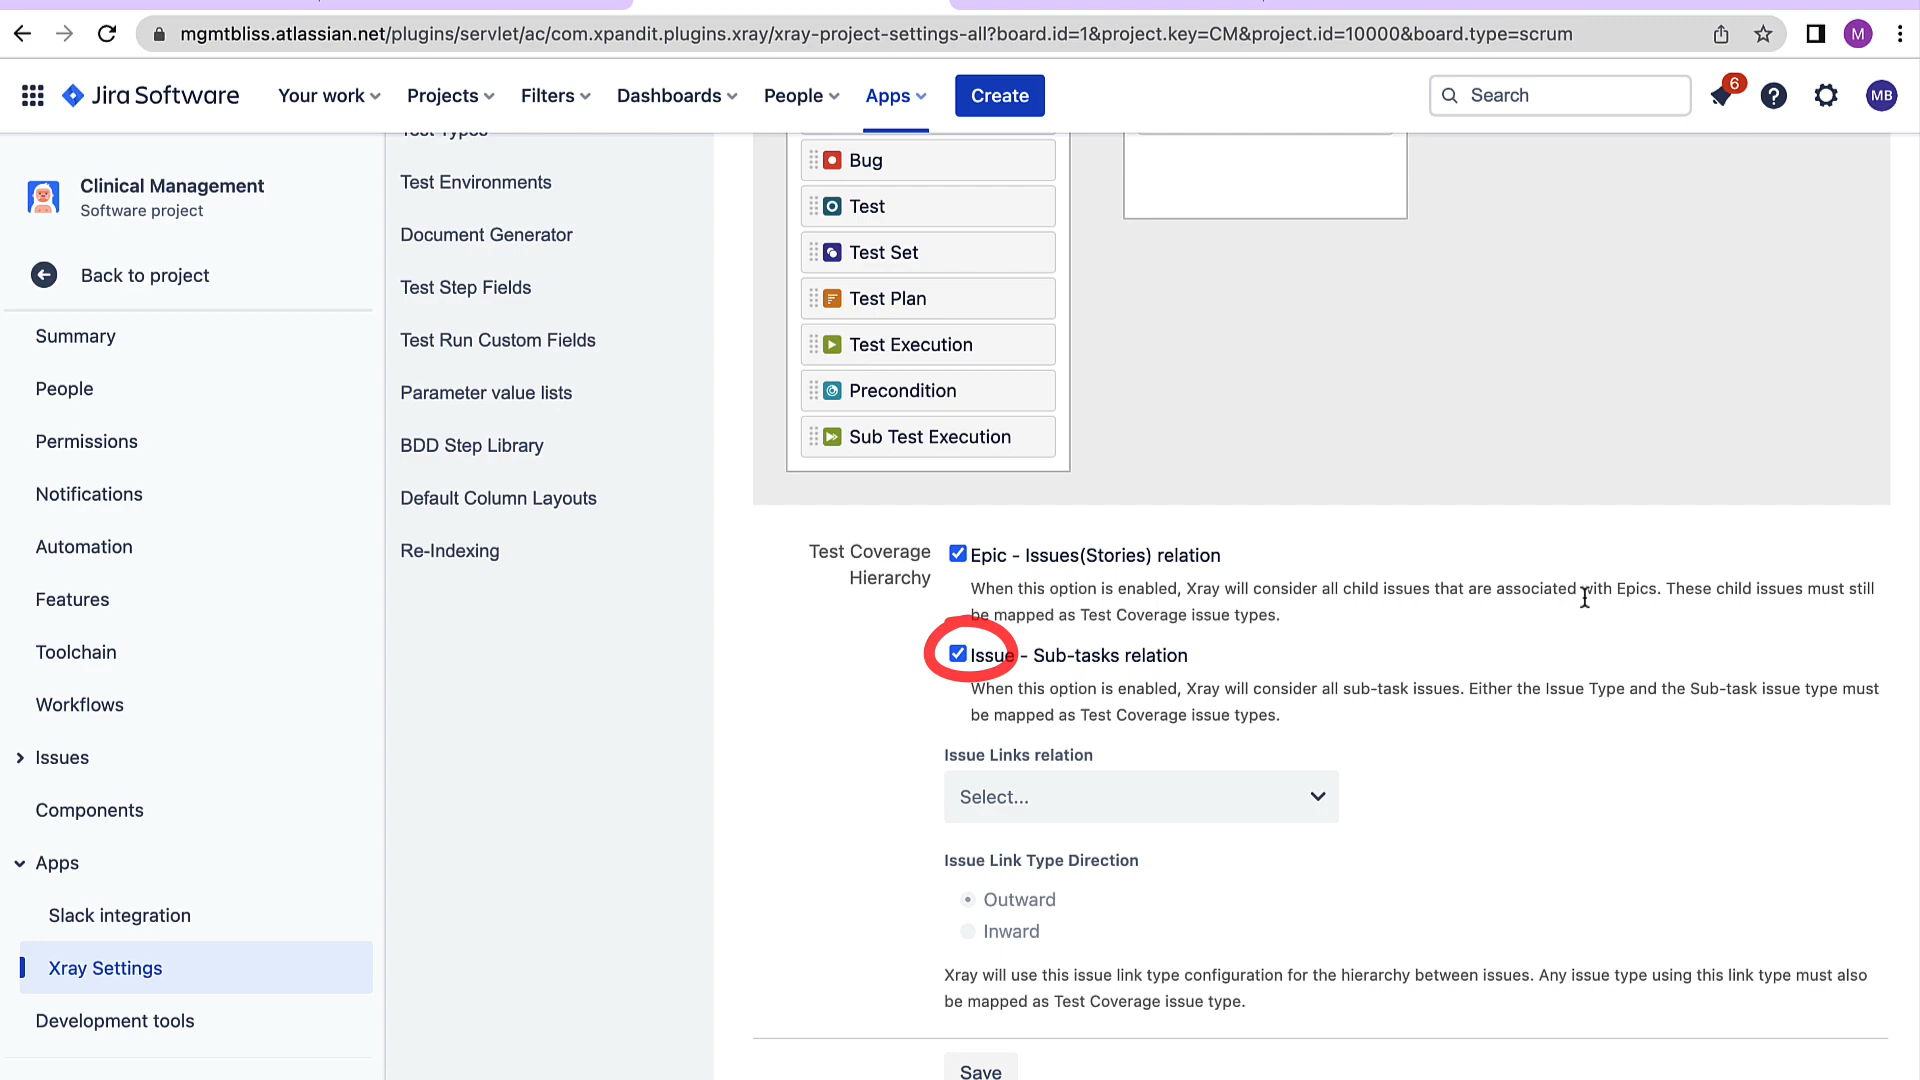 mgmtbliss.atlassian.net/plugins/servlet/ac/com.xpandit.plugins.xray/xray-project-settings-all?board.id=1&project.key=CM&project.id=10000&board.type=scrum
M
Jira Software
Your work
Projects
Filters
Dashboards
People
Apps
Create
Search
6
MB
Clinical Management
Software project
Back to project
Summary
People
Permissions
Notifications
Automation
Features
Toolchain
Workflows
Issues
Components
Apps
Slack integration
Xray Settings
Development tools
Test Types
Test Environments
Document Generator
Test Step Fields
Test Run Custom Fields
Parameter value lists
BDD Step Library
Default Column Layouts
Re-Indexing
Bug
Test
Test Set
Test Plan
Test Execution
Precondition
Sub Test Execution
Test Coverage
Hierarchy
Epic - Issues(Stories) relation
When this option is enabled, Xray will consider all child issues that are associated with Epics. These child issues must still
be mapped as Test Coverage issue types.
Issue - Sub-tasks relation
When this option is enabled, Xray will consider all sub-task issues. Either the Issue Type and the Sub-task issue type must
be mapped as Test Coverage issue types.
Issue Links relation
Select...
Issue Link Type Direction
Outward
Inward
Xray will use this issue link type configuration for the hierarchy between issues. Any issue type using this link type must also
be mapped as Test Coverage issue type.
Save